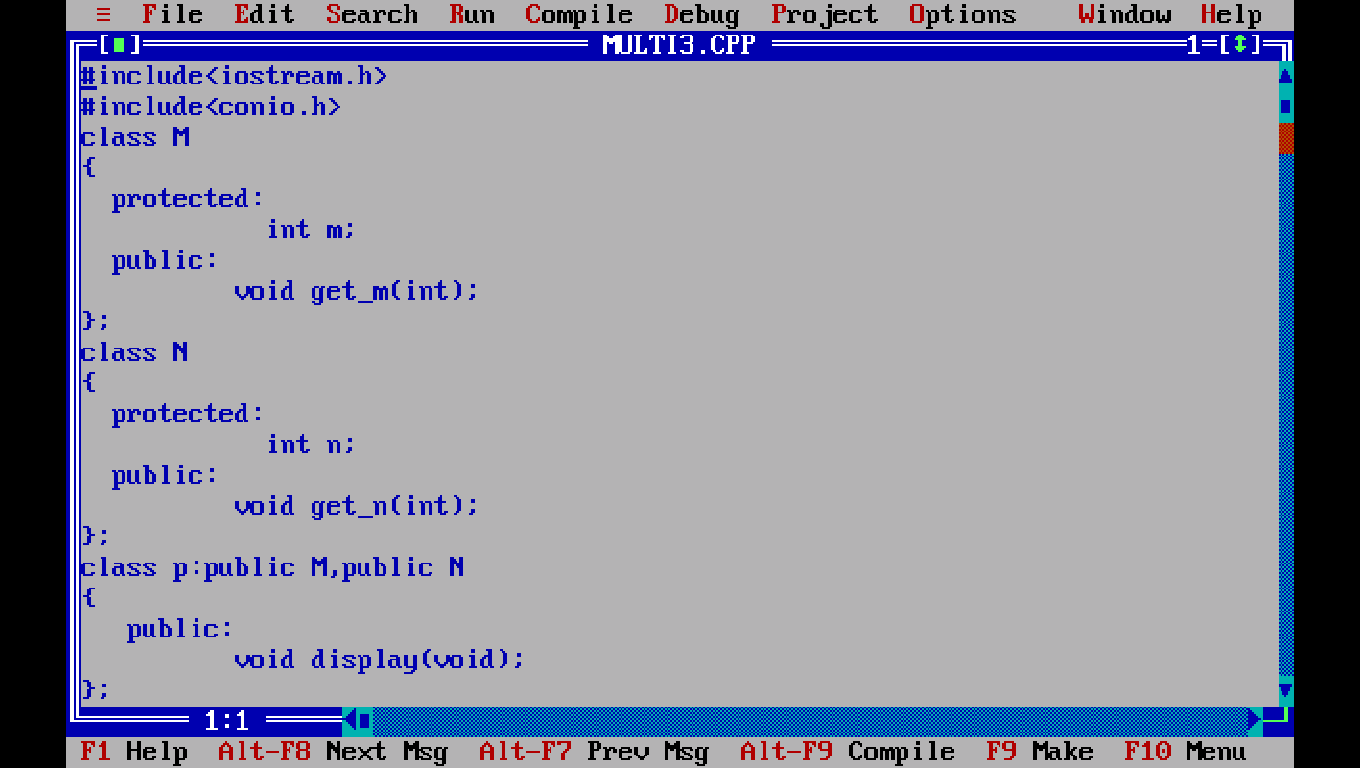 ≡ File Edit Search Run Compile Debug Project Options Window Help
[■] MULTI3.CPP 1=[↕]
#include<iostream.h>
#include<conio.h>
class M
{
  protected:
            int m;
  public:
          void get_m(int);
};
class N
{
  protected:
            int n;
  public:
          void get_n(int);
};
class p:public M,public N
{
   public:
          void display(void);
};
1:1
F1 Help Alt-F8 Next Msg Alt-F7 Prev Msg Alt-F9 Compile F9 Make F10 Menu